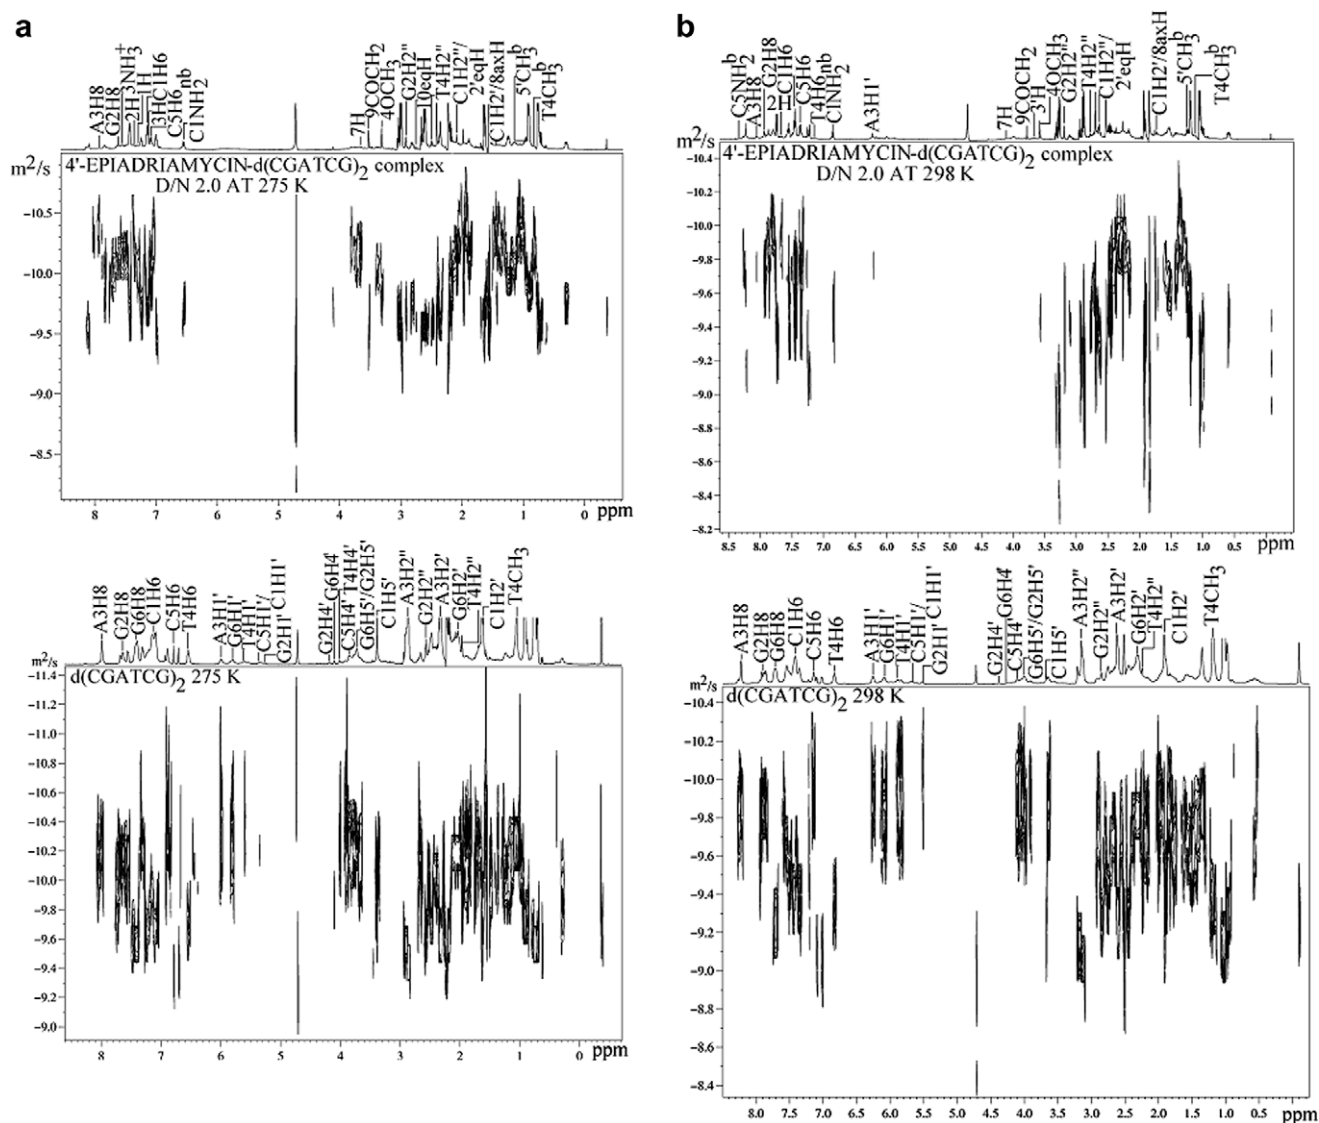 a
A3H8
G2H8
3NH3+
2H
1H
3HC1H6
C5H6
C1NH2nb
7H
9COCH2
4OCH3
G2H2''
10eqH
T4H2''
C1H2''/
2'eqH
C1H2'/8axH
5'CH3b
T4CH3b
m2/s
4'-EPIADRIAMYCIN-d(CGATCG)2 complex
D/N 2.0 AT 275 K
−10.5
−10.0
−9.5
−9.0
−8.5
8 7 6 5 4 3 2 1 0 ppm
A3H8
G2H8
G6H8
C1H6
C5H6
T4H6
A3H1'
G6H1'
T4H1'
C5H1'/
G2H1'
C1H1'
G2H4'
G6H4'
C5H4'
T4H4'
G6H5'/G2H5'
C1H5'
A3H2''
G2H2''
A3H2'
G6H2'
T4H2''
C1H2'
T4CH3
m2/s
d(CGATCG)2 275 K
−11.4
−11.2
−11.0
−10.8
−10.6
−10.4
−10.2
−10.0
−9.8
−9.6
−9.4
−9.2
−9.0
8 7 6 5 4 3 2 1 0 ppm
b
C5NH2b
A3H8
G2H8
2H
C1H6
C5H6
T4H6
C1NH2nb
A3H1'
7H
9COCH2
3'H
4OCH3
G2H2''3
T4H2''
C1H2''/
2'eqH
C1H2'/8axH
5'CH3b
T4CH3b
m2/s
4'-EPIADRIAMYCIN-d(CGATCG)2 complex
D/N 2.0 AT 298 K
−10.4
−10.2
−10.0
−9.8
−9.6
−9.4
−9.2
−9.0
−8.8
−8.6
−8.4
−8.2
8.5 8.0 7.5 7.0 6.5 6.0 5.5 5.0 4.5 4.0 3.5 3.0 2.5 2.0 1.5 1.0 0.5 ppm
A3H8
G2H8
G6H8
C1H6
C5H6
T4H6
A3H1'
G6H1'
T4H1'
C5H1'/
G2H1'
C1H1'
G2H4'
G6H4'
C5H4'
G6H5'/G2H5'
C1H5'
A3H2''
G2H2''
A3H2'
G6H2'
T4H2''
C1H2'
T4CH3
m2/s
d(CGATCG)2 298 K
−10.4
−10.2
−10.0
−9.8
−9.6
−9.4
−9.2
−9.0
−8.8
−8.6
−8.4
8.0 7.5 7.0 6.5 6.0 5.5 5.0 4.5 4.0 3.5 3.0 2.5 2.0 1.5 1.0 0.5 ppm